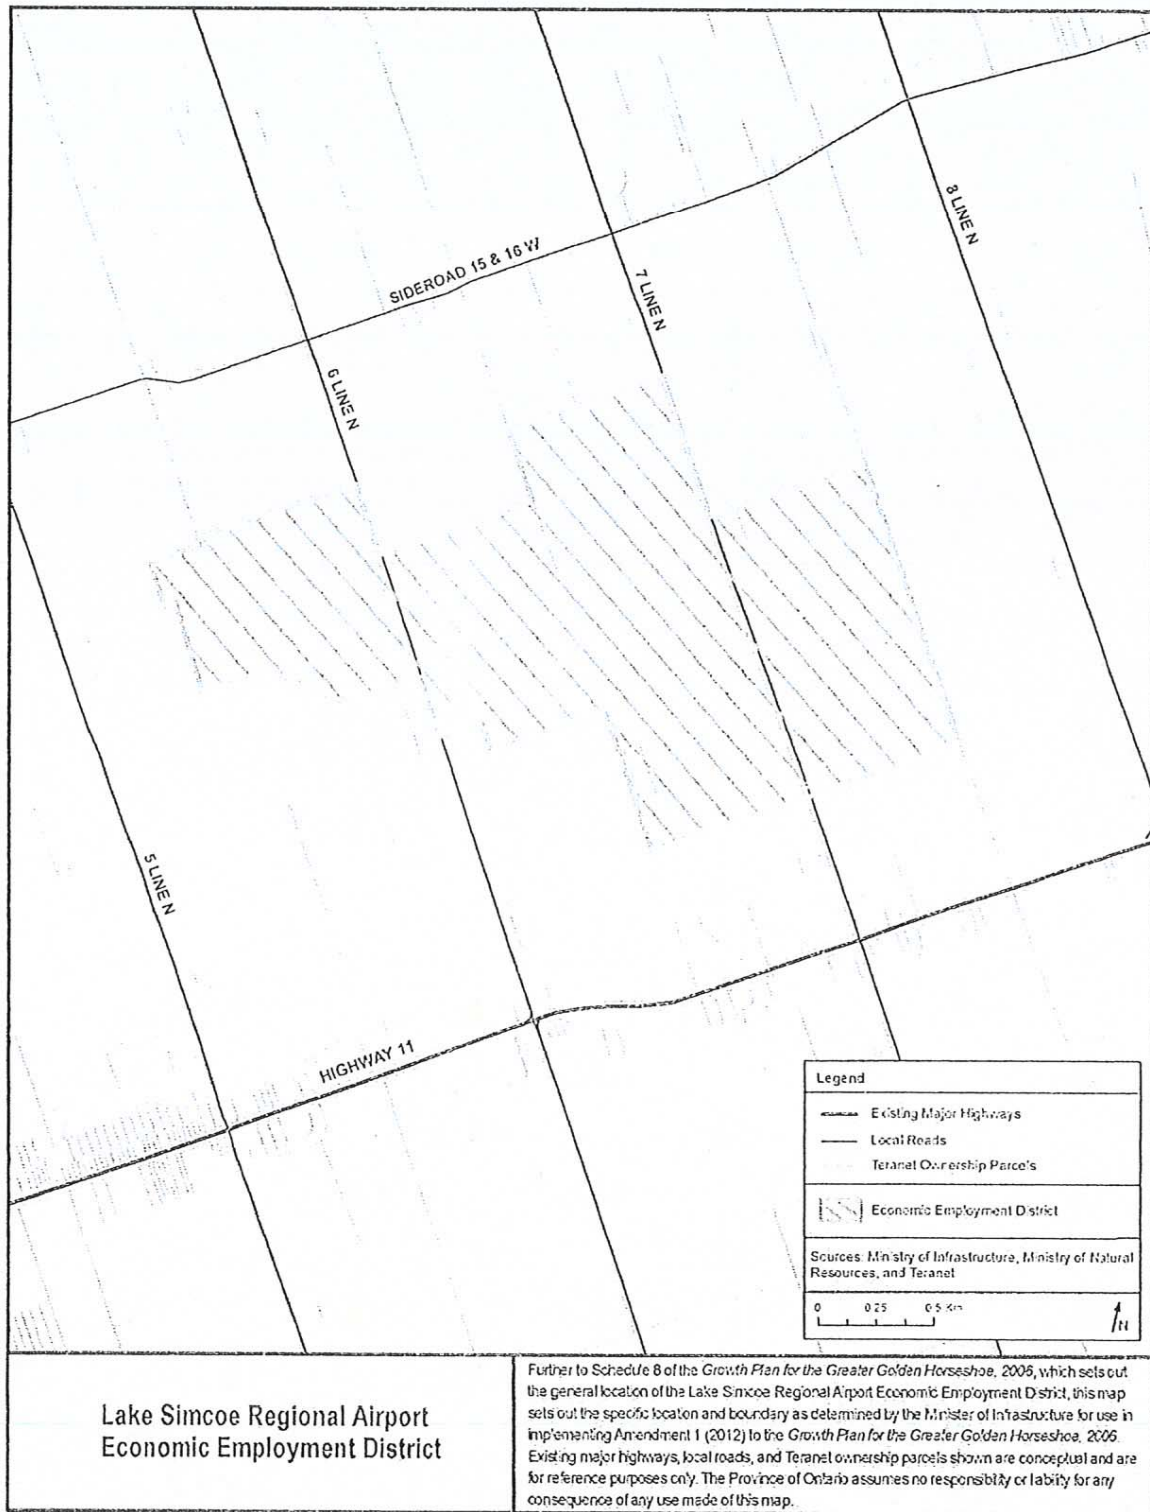 SIDEROAD 15 & 16 W
8 LINE N
7 LINE N
6 LINE N
5 LINE N
HIGHWAY 11
Legend
Existing Major Highways
Local Roads
Teranet Ownership Parcels
Economic Employment District
Sources: Ministry of Infrastructure, Ministry of Natural
Resources, and Teranet
0 0.25 0.5 Km
N
Lake Simcoe Regional Airport
Economic Employment District
Further to Schedule 8 of the Growth Plan for the Greater Golden Horseshoe, 2006, which sets out
the general location of the Lake Simcoe Regional Airport Economic Employment District, this map
sets out the specific location and boundary as determined by the Minister of Infrastructure for use in
implementing Amendment 1 (2012) to the Growth Plan for the Greater Golden Horseshoe, 2006.
Existing major highways, local roads, and Teranet ownership parcels shown are conceptual and are
for reference purposes only. The Province of Ontario assumes no responsibility or liability for any
consequence of any use made of this map.